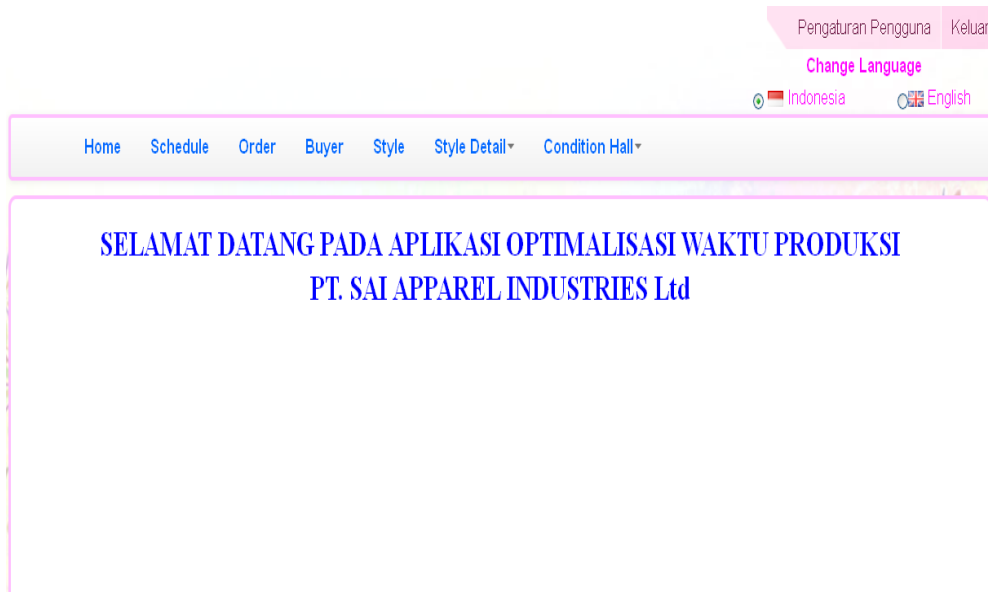 Pengaturan Pengguna Keluar
Change Language
Indonesia English
Home Schedule Order Buyer Style Style Detail Condition Hall
SELAMAT DATANG PADA APLIKASI OPTIMALISASI WAKTU PRODUKSI
PT. SAI APPAREL INDUSTRIES Ltd